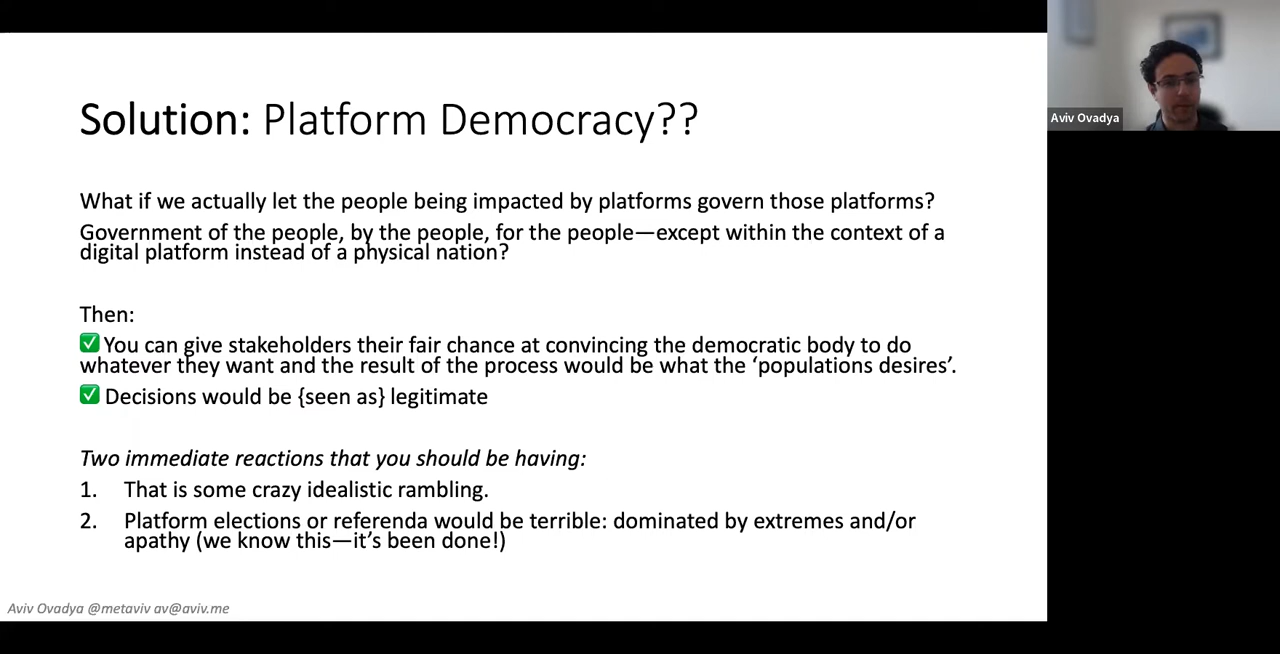 Solution: Platform Democracy??
What if we actually let the people being impacted by platforms govern those platforms?
Government of the people, by the people, for the people—except within the context of a
digital platform instead of a physical nation?
Then:
✅ You can give stakeholders their fair chance at convincing the democratic body to do
whatever they want and the result of the process would be what the ‘populations desires’.
✅ Decisions would be {seen as} legitimate
Two immediate reactions that you should be having:
1. That is some crazy idealistic rambling.
2. Platform elections or referenda would be terrible: dominated by extremes and/or
apathy (we know this—it’s been done!)
Aviv Ovadya @metaviv av@aviv.me
Aviv Ovadya